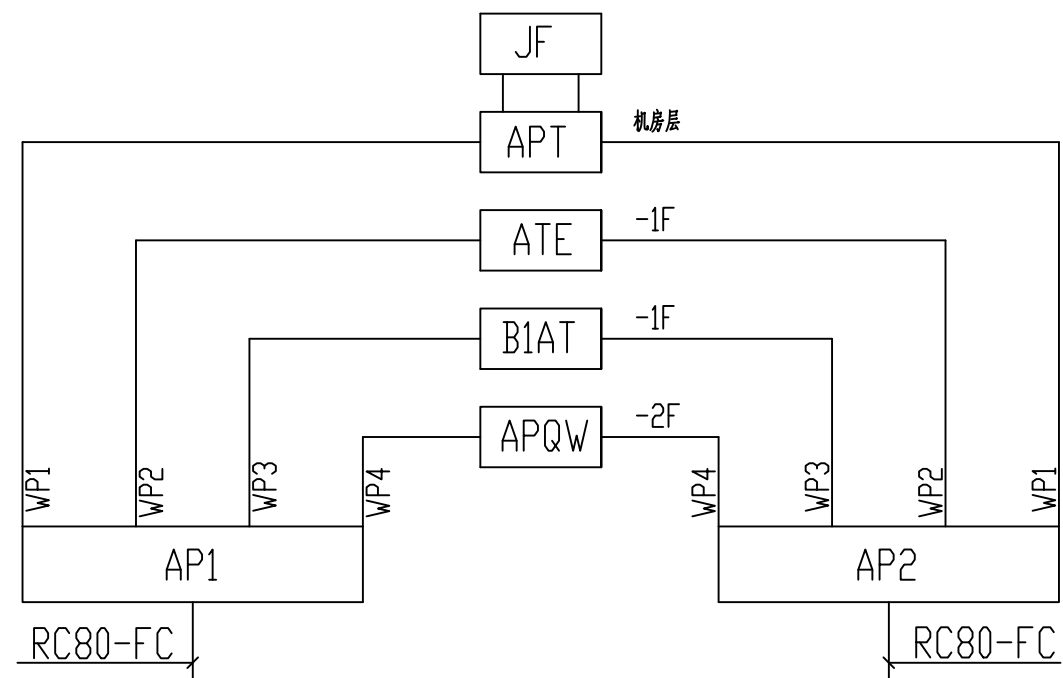 JF
APT
机房层
ATE
-1F
B1AT
-1F
APQW
-2F
WP1
WP2
WP3
WP4
WP4
WP3
WP2
WP1
AP1
AP2
RC80-FC
RC80-FC